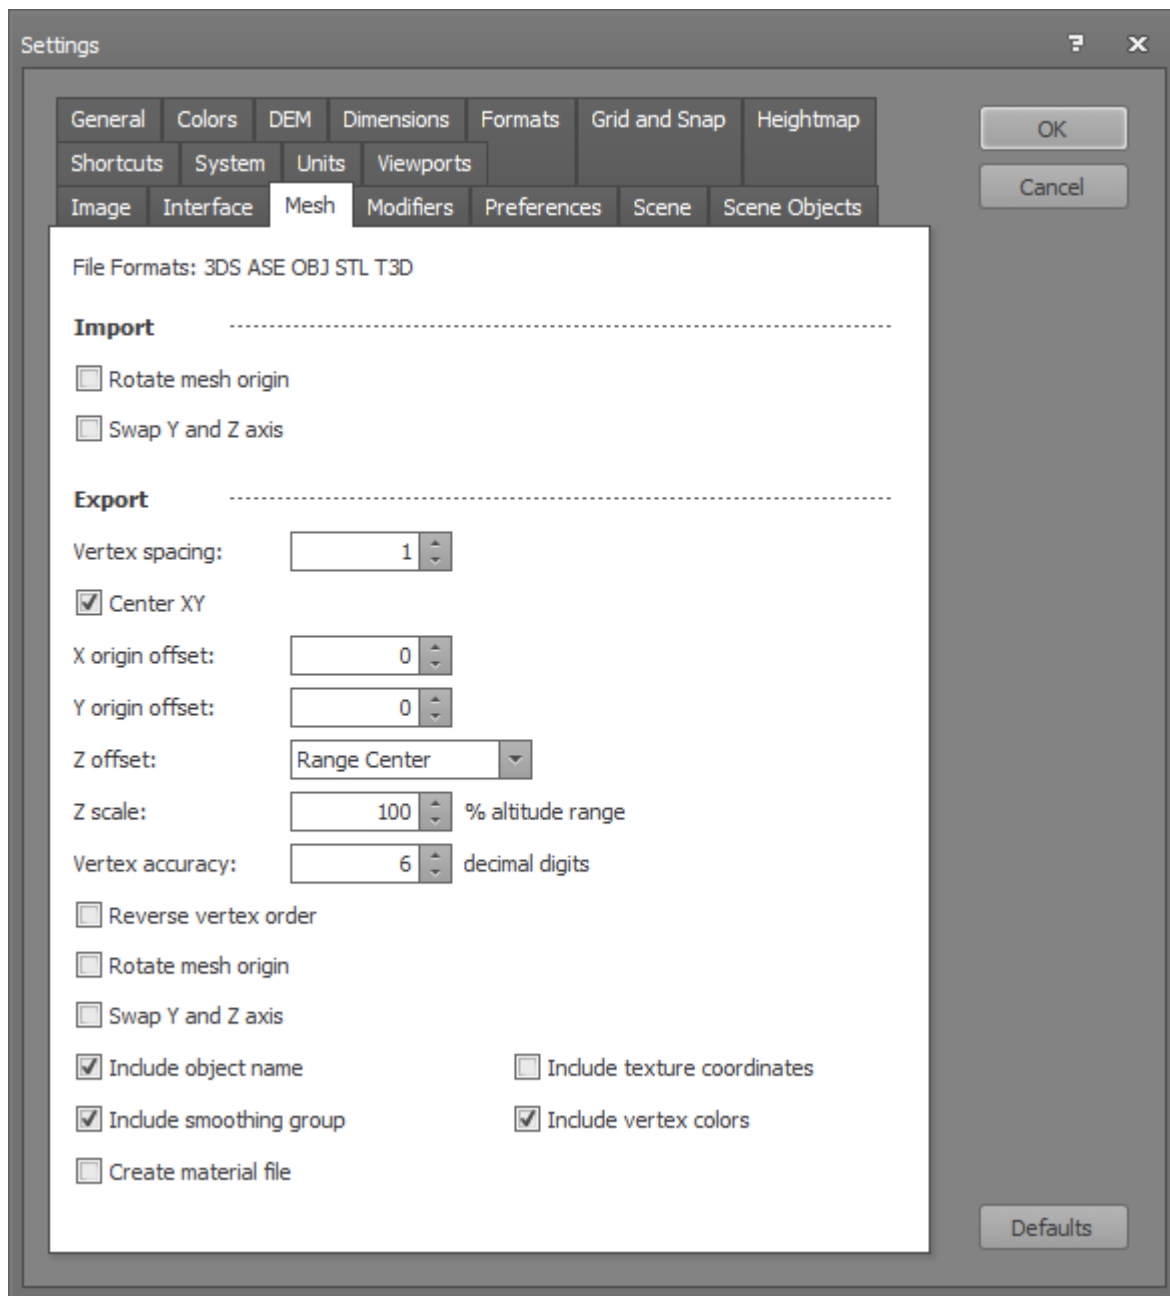 Settings
General Colors DEM Dimensions Formats Grid and Snap Heightmap
Shortcuts System Units Viewports
Image Interface Mesh Modifiers Preferences Scene Scene Objects
OK
Cancel
File Formats: 3DS ASE OBJ STL T3D
Import
Rotate mesh origin
Swap Y and Z axis
Export
Vertex spacing: 1
Center XY
X origin offset: 0
Y origin offset: 0
Z offset: Range Center
Z scale: 100 % altitude range
Vertex accuracy: 6 decimal digits
Reverse vertex order
Rotate mesh origin
Swap Y and Z axis
Include object name Include texture coordinates
Include smoothing group Include vertex colors
Create material file
Defaults